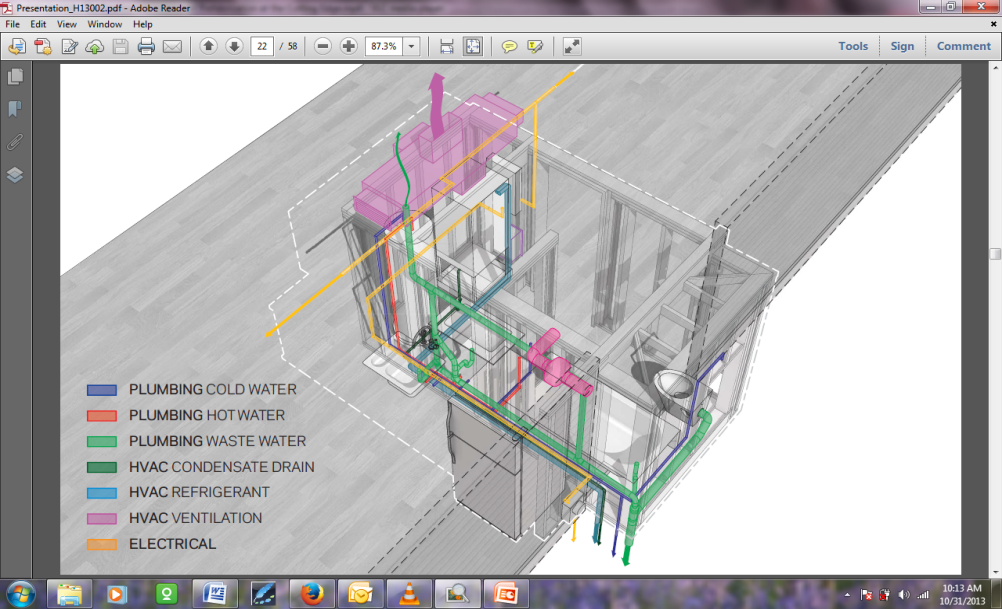 Presentation_H13002.pdf - Adobe Reader
File Edit View Window Help
22 / 58 87.3% Tools Sign Comment
PLUMBING COLD WATER
PLUMBING HOT WATER
PLUMBING WASTE WATER
HVAC CONDENSATE DRAIN
HVAC REFRIGERANT
HVAC VENTILATION
ELECTRICAL
10:13 AM
10/31/2013